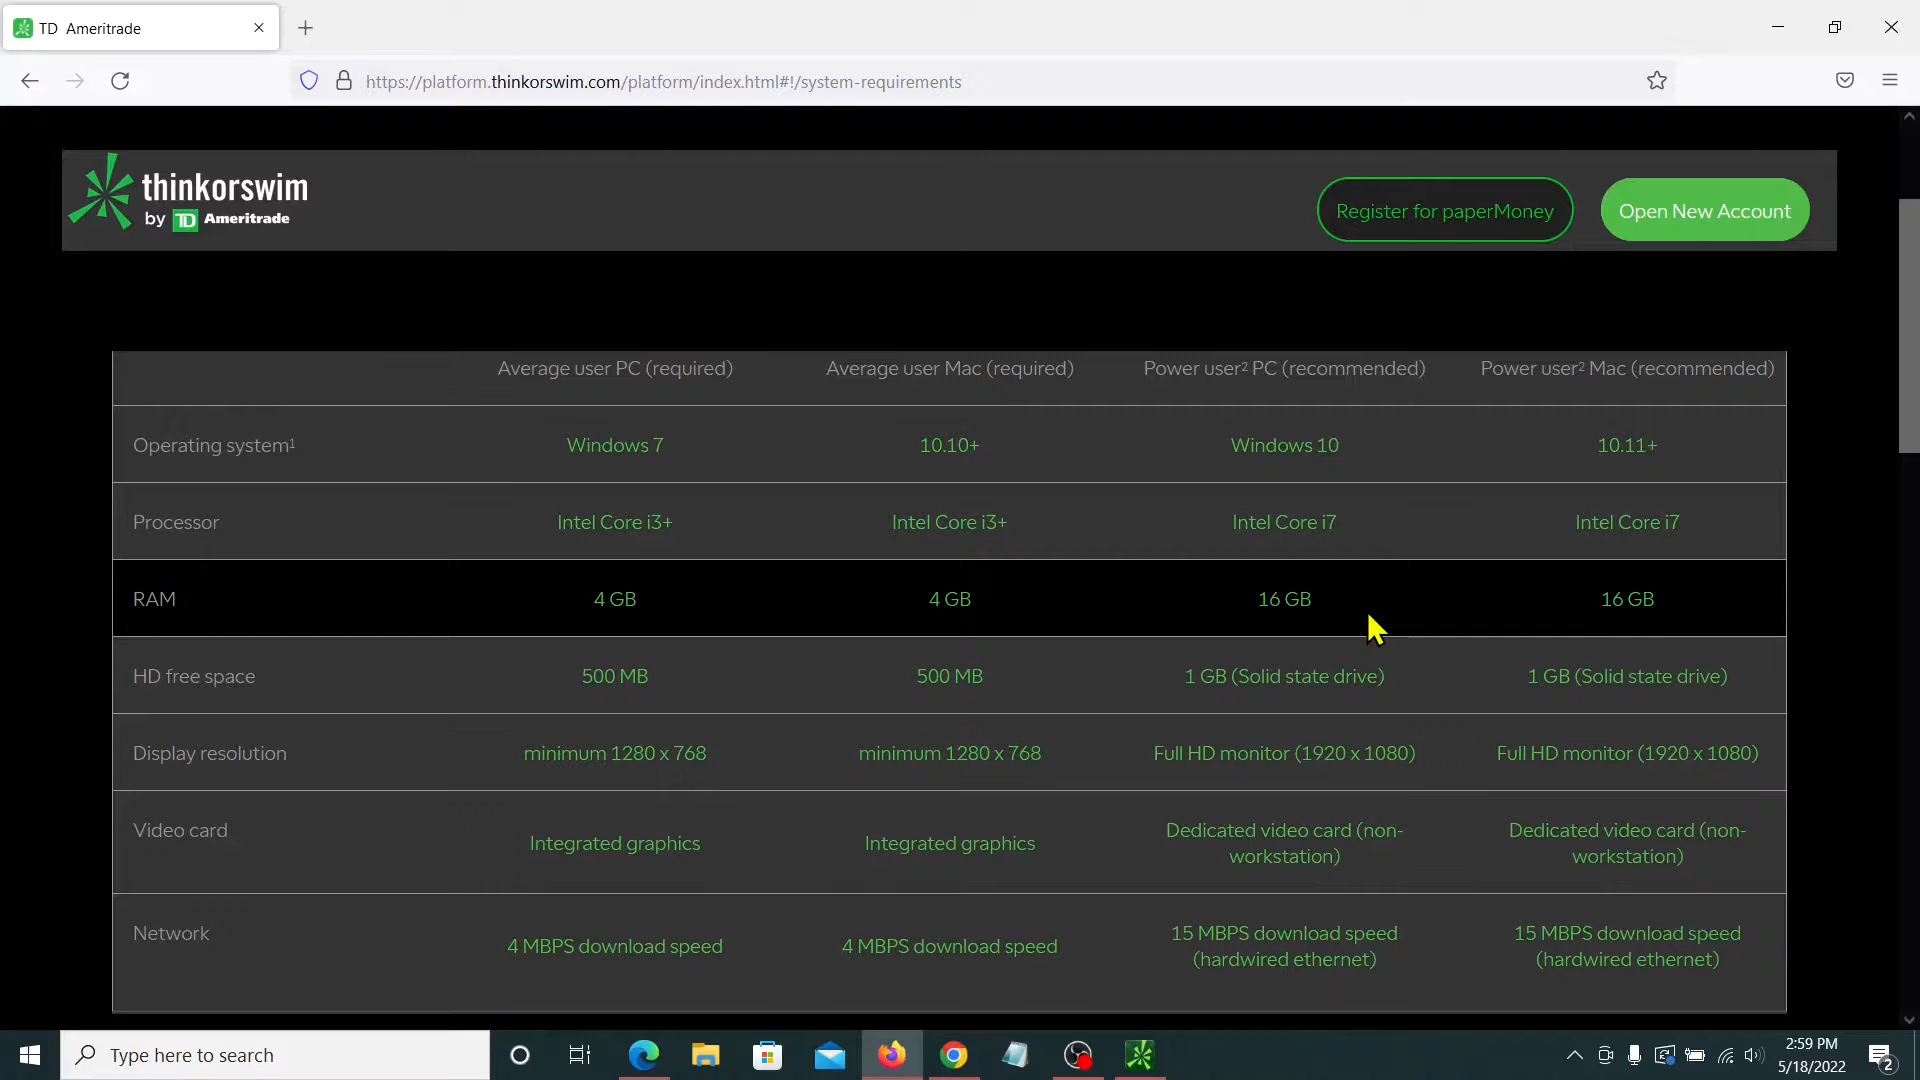 TD Ameritrade
https://platform.thinkorswim.com/platform/index.html#!/system-requirements
thinkorswim
by TD Ameritrade
Register for paperMoney
Open New Account
Average user PC (required) Average user Mac (required) Power user² PC (recommended) Power user² Mac (recommended)
Operating system¹ Windows 7 10.10+ Windows 10 10.11+
Processor Intel Core i3+ Intel Core i3+ Intel Core i7 Intel Core i7
RAM 4 GB 4 GB 16 GB 16 GB
HD free space 500 MB 500 MB 1 GB (Solid state drive) 1 GB (Solid state drive)
Display resolution minimum 1280 x 768 minimum 1280 x 768 Full HD monitor (1920 x 1080) Full HD monitor (1920 x 1080)
Video card Integrated graphics Integrated graphics Dedicated video card (non- Dedicated video card (non-
workstation) workstation)
Network 4 MBPS download speed 4 MBPS download speed 15 MBPS download speed 15 MBPS download speed
(hardwired ethernet) (hardwired ethernet)
Type here to search
2:59 PM
5/18/2022
2